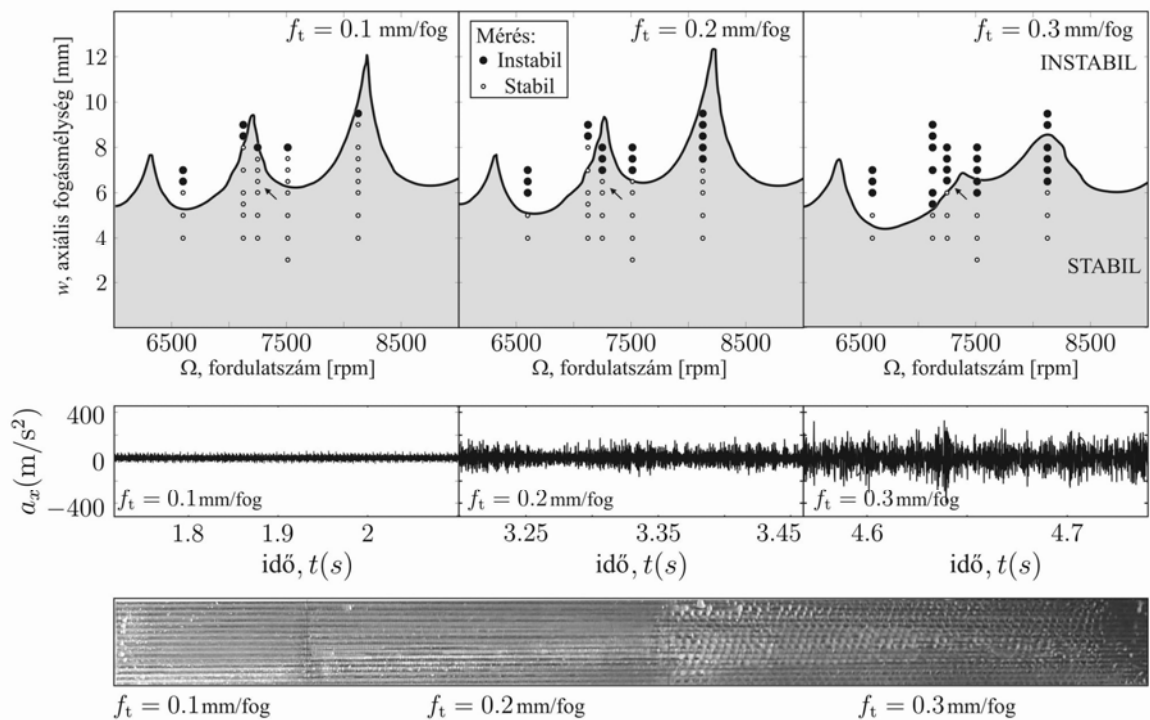 f_t = 0.1 mm/fog
f_t = 0.2 mm/fog
f_t = 0.3 mm/fog
Mérés:
Instabil
Stabil
INSTABIL
STABIL
w, axiális fogásmélység [mm]
12
10
8
6
4
2
6500 7500 8500
6500 7500 8500
6500 7500 8500
Ω, fordulatszám [rpm]
Ω, fordulatszám [rpm]
Ω, fordulatszám [rpm]
a_x(m/s²)
400
0
−400
f_t = 0.1 mm/fog
f_t = 0.2 mm/fog
f_t = 0.3 mm/fog
1.8 1.9 2
3.25 3.35 3.45
4.6 4.7
idő, t(s)
idő, t(s)
idő, t(s)
f_t = 0.1 mm/fog
f_t = 0.2 mm/fog
f_t = 0.3 mm/fog